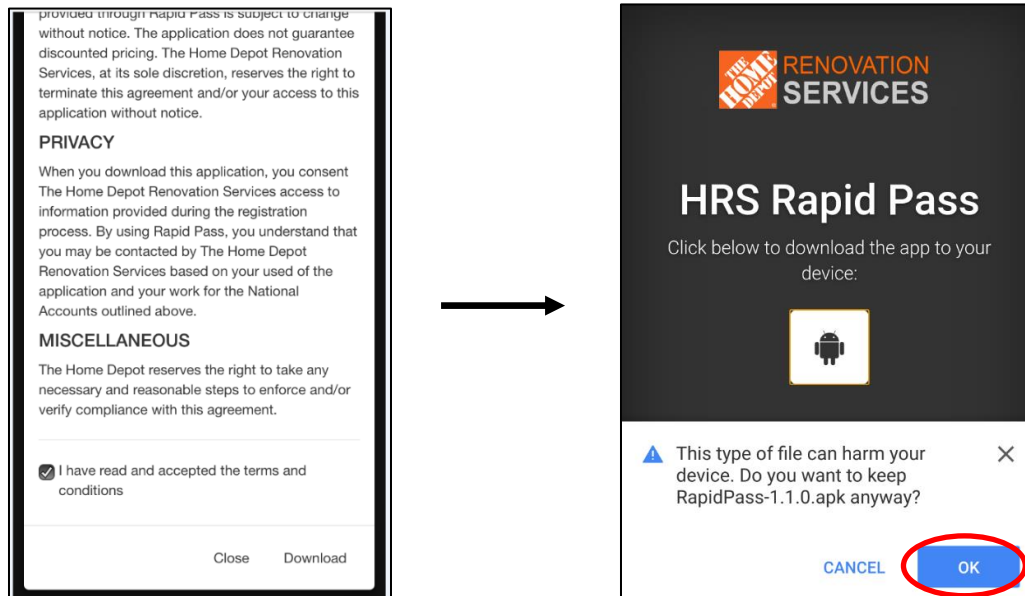 provided through Rapid Pass is subject to change
without notice. The application does not guarantee
discounted pricing. The Home Depot Renovation
Services, at its sole discretion, reserves the right to
terminate this agreement and/or your access to this
application without notice.
PRIVACY
When you download this application, you consent
The Home Depot Renovation Services access to
information provided during the registration
process. By using Rapid Pass, you understand that
you may be contacted by The Home Depot
Renovation Services based on your used of the
application and your work for the National
Accounts outlined above.
MISCELLANEOUS
The Home Depot reserves the right to take any
necessary and reasonable steps to enforce and/or
verify compliance with this agreement.
I have read and accepted the terms and
conditions
Close Download
THE
HOME
DEPOT
RENOVATION
SERVICES
HRS Rapid Pass
Click below to download the app to your
device:
This type of file can harm your
device. Do you want to keep
RapidPass-1.1.0.apk anyway?
CANCEL OK